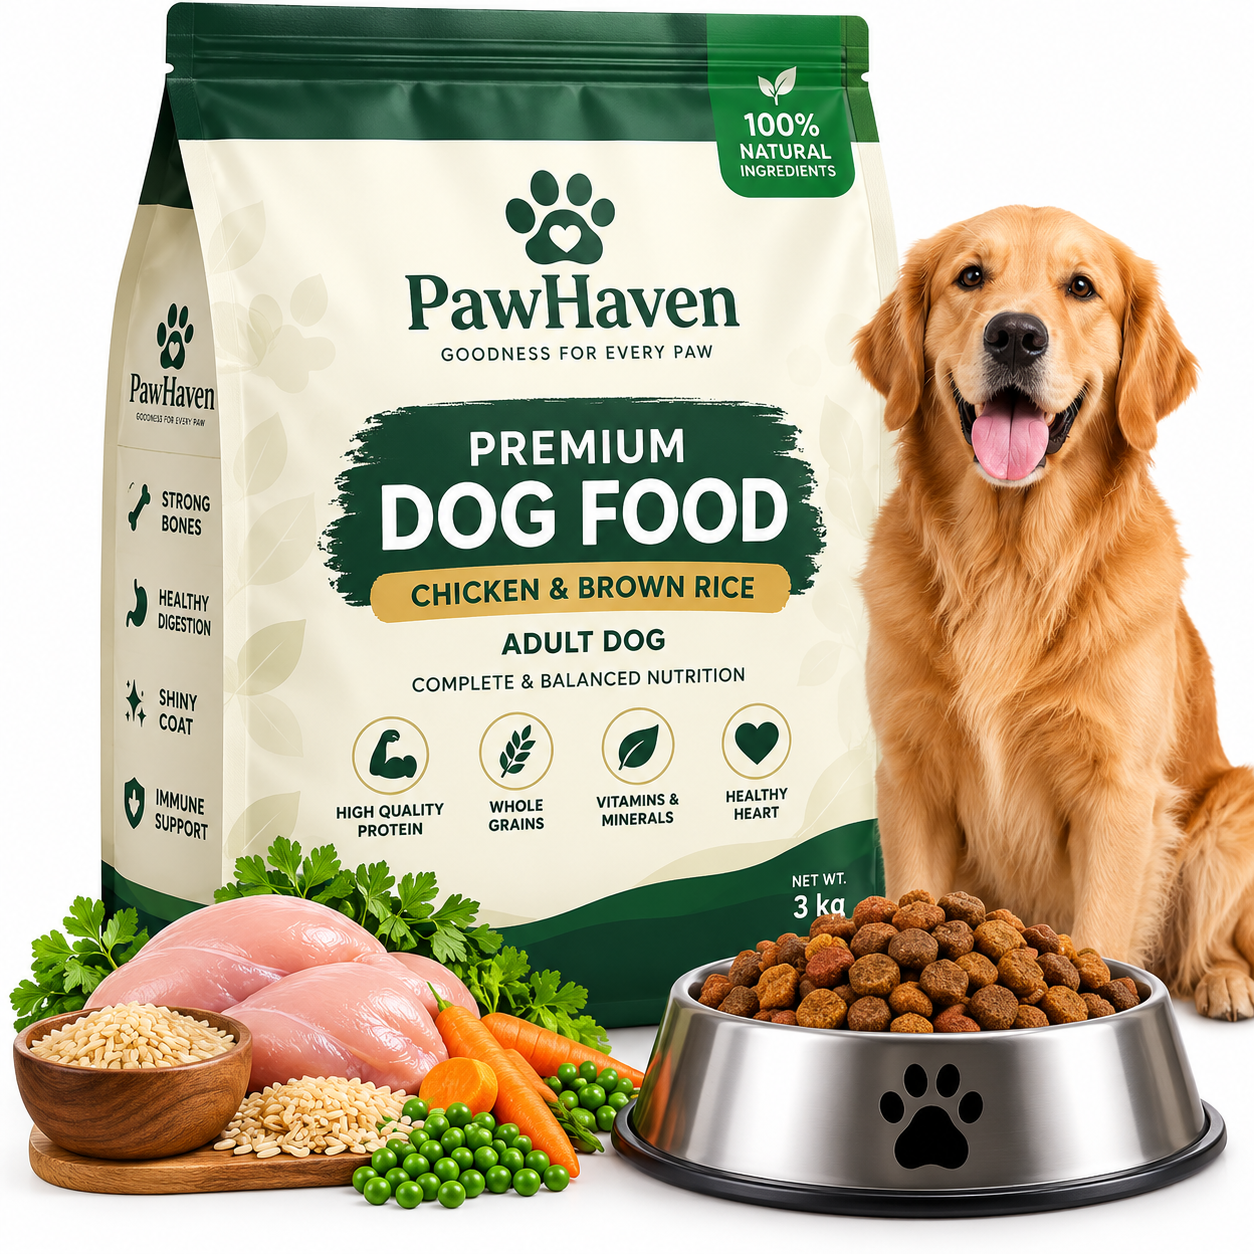 100%
NATURAL
INGREDIENTS
PawHaven
GOODNESS FOR EVERY PAW
PREMIUM
DOG FOOD
CHICKEN & BROWN RICE
ADULT DOG
COMPLETE & BALANCED NUTRITION
HIGH QUALITY
PROTEIN
WHOLE
GRAINS
VITAMINS &
MINERALS
HEALTHY
HEART
NET WT.
3 kg
PawHaven
GOODNESS FOR EVERY PAW
STRONG
BONES
HEALTHY
DIGESTION
SHINY
COAT
IMMUNE
SUPPORT